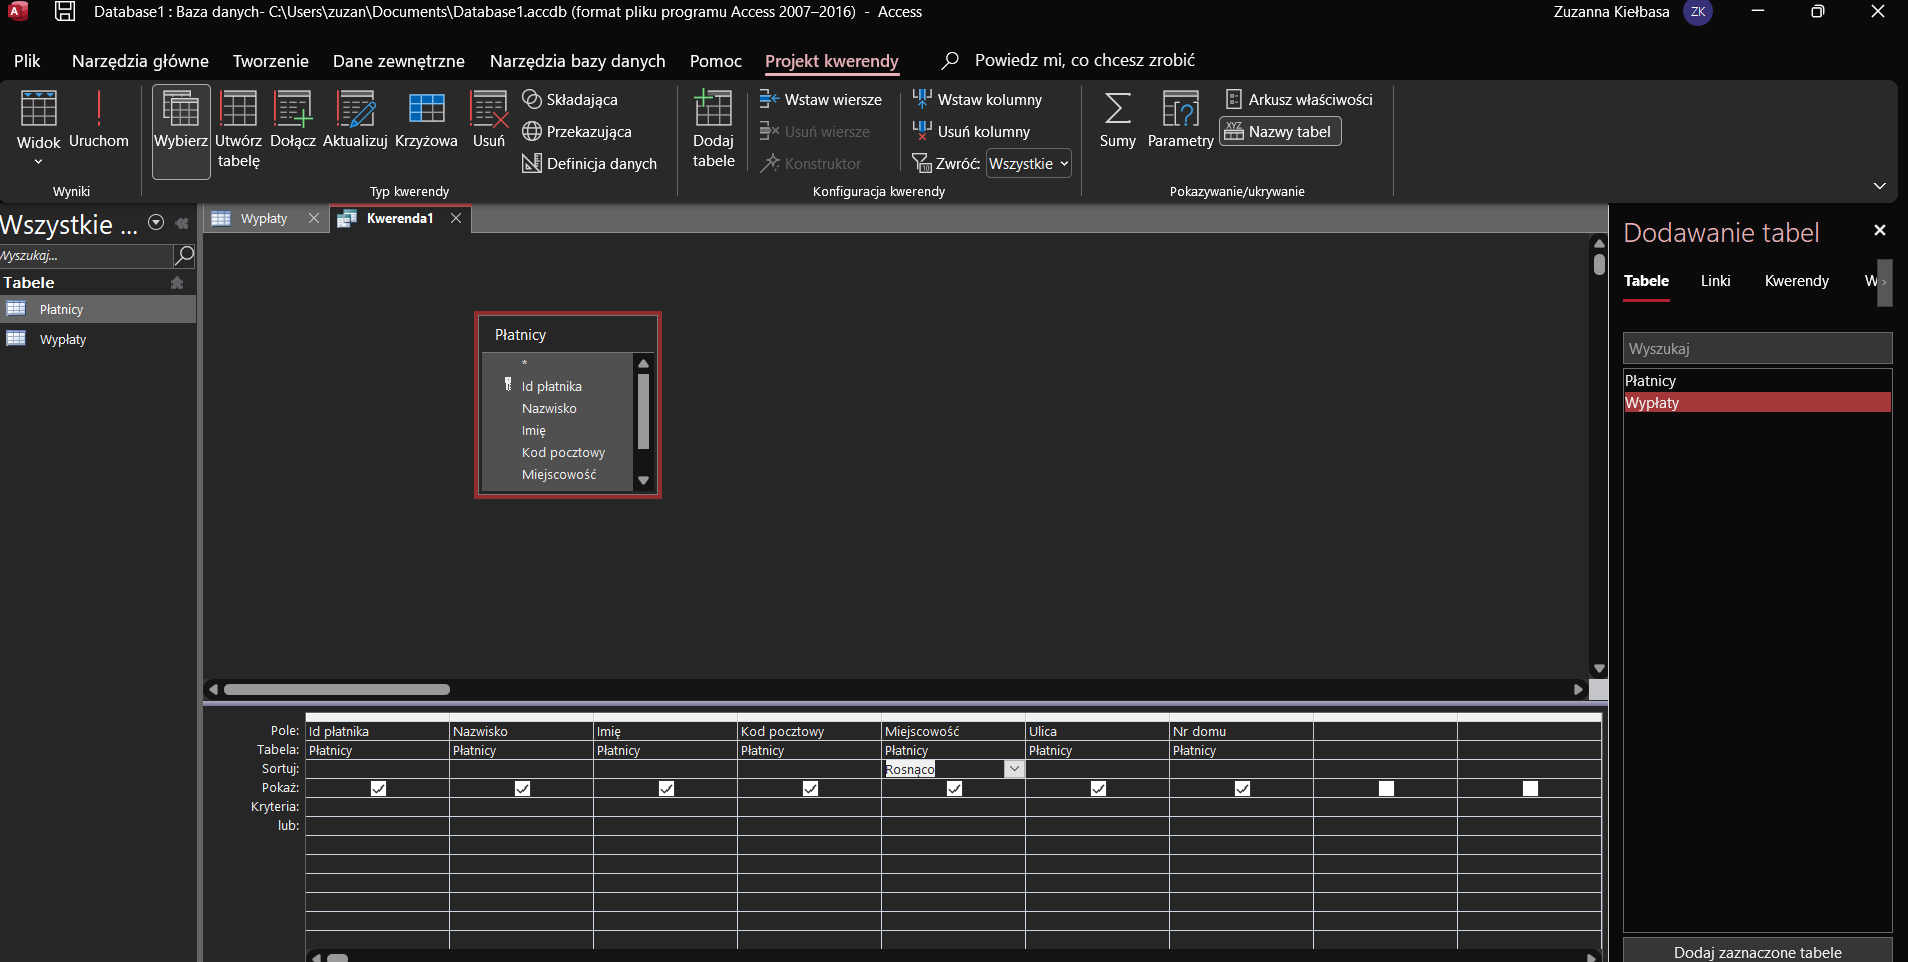 Database1 : Baza danych- C:\Users\zuzan\Documents\Database1.accdb (format pliku programu Access 2007–2016) - Access
Zuzanna Kiełbasa
ZK
Plik
Narzędzia główne
Tworzenie
Dane zewnętrzne
Narzędzia bazy danych
Pomoc
Projekt kwerendy
Powiedz mi, co chcesz zrobić
Widok
Uruchom
Wyniki
Wybierz
Utwórz tabelę
Dołącz
Aktualizuj
Krzyżowa
Usuń
Składająca
Przekazująca
Definicja danych
Typ kwerendy
Dodaj tabele
Wstaw wiersze
Usuń wiersze
Konstruktor
Wstaw kolumny
Usuń kolumny
Zwróć: Wszystkie
Konfiguracja kwerendy
Sumy
Parametry
Arkusz właściwości
XYZ Nazwy tabel
Pokazywanie/ukrywanie
Wszystkie ...
Wyszukaj...
Tabele
Płatnicy
Wypłaty
Wypłaty
Kwerenda1
Płatnicy
*
Id płatnika
Nazwisko
Imię
Kod pocztowy
Miejscowość
Pole: Id płatnika Nazwisko Imię Kod pocztowy Miejscowość Ulica Nr domu
Tabela: Płatnicy Płatnicy Płatnicy Płatnicy Płatnicy Płatnicy Płatnicy
Sortuj: Rosnąco
Pokaż:
Kryteria:
lub:
Dodawanie tabel
Tabele
Linki
Kwerendy
W
Wyszukaj
Płatnicy
Wypłaty
Dodaj zaznaczone tabele